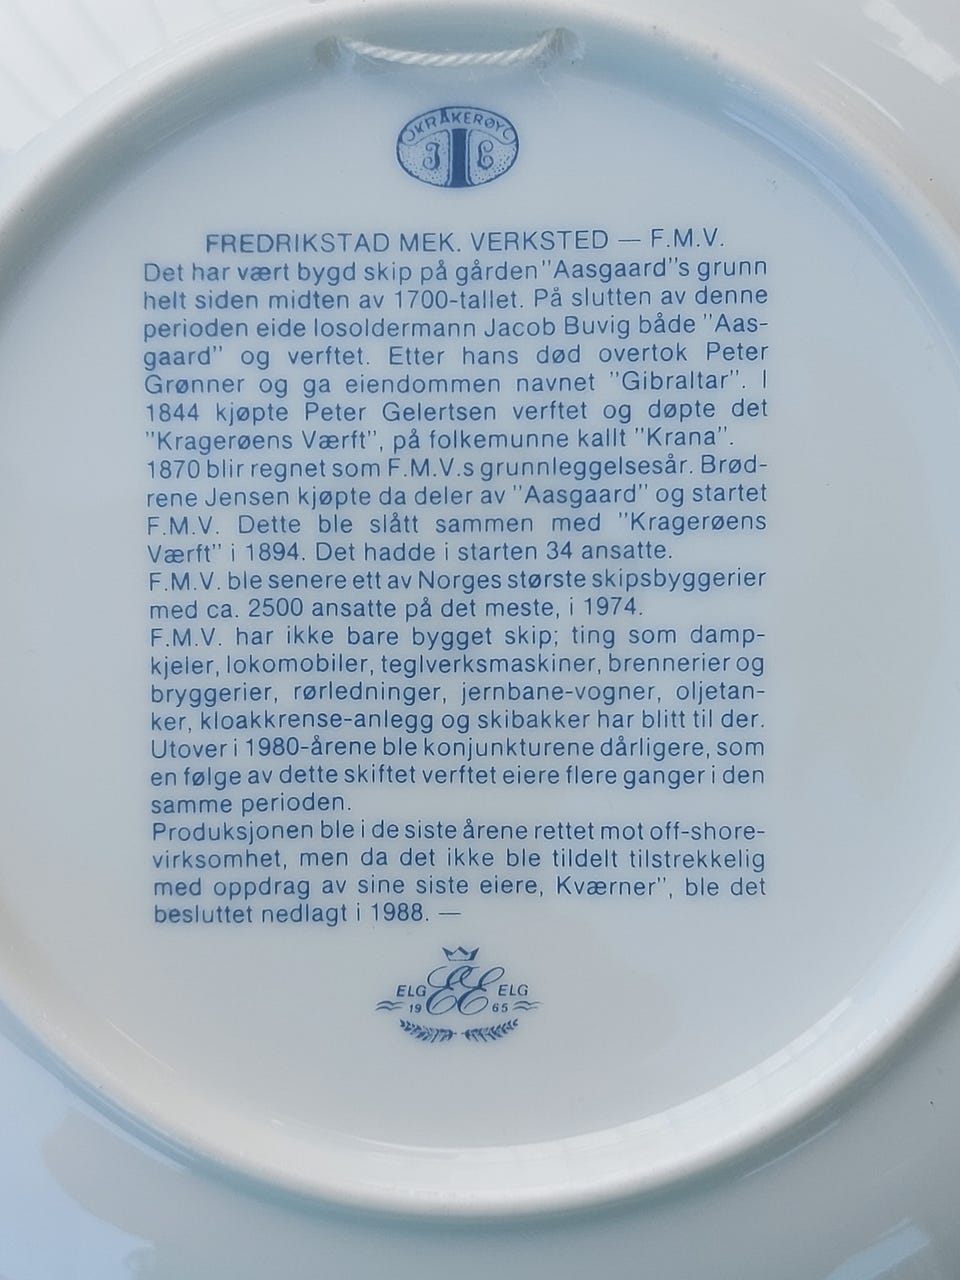 KRÅKERØY
FREDRIKSTAD MEK. VERKSTED — F.M.V.
Det har vært bygd skip på gården "Aasgaard"s grunn
helt siden midten av 1700-tallet. På slutten av denne
perioden eide losoldermann Jacob Buvig både "Aas-
gaard" og verftet. Etter hans død overtok Peter
Grønner og ga eiendommen navnet "Gibraltar". I
1844 kjøpte Peter Gelertsen verftet og døpte det
"Kragerøens Værft", på folkemunne kallt "Krana".
1870 blir regnet som F.M.V.s grunnleggelsesår. Brød-
rene Jensen kjøpte da deler av "Aasgaard" og startet
F.M.V. Dette ble slått sammen med "Kragerøens
Værft" i 1894. Det hadde i starten 34 ansatte.
F.M.V. ble senere ett av Norges største skipsbyggerier
med ca. 2500 ansatte på det meste, i 1974.
F.M.V. har ikke bare bygget skip; ting som damp-
kjeler, lokomobiler, teglverksmaskiner, brennerier og
bryggerier, rørledninger, jernbane-vogner, oljetan-
ker, kloakkrense-anlegg og skibakker har blitt til der.
Utover i 1980-årene ble konjunkturene dårligere, som
en følge av dette skiftet verftet eiere flere ganger i den
samme perioden.
Produksjonen ble i de siste årene rettet mot off-shore-
virksomhet, men da det ikke ble tildelt tilstrekkelig
med oppdrag av sine siste eiere, Kværner", ble det
besluttet nedlagt i 1988. —
ELG EE ELG
19 65